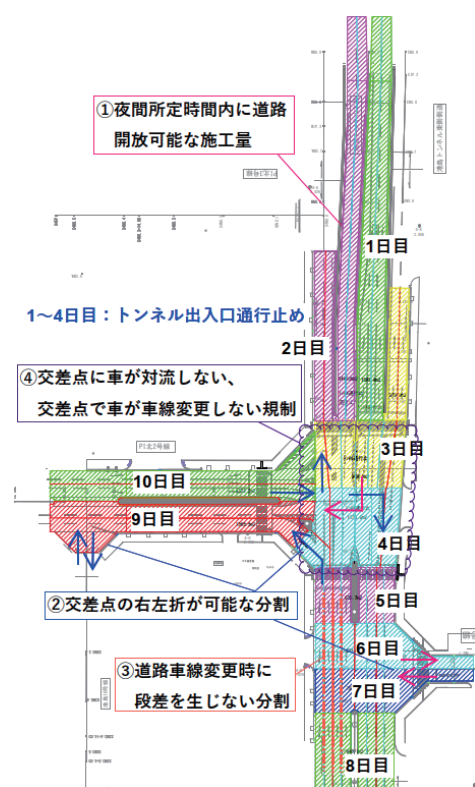 ①夜間所定時間内に道路
開放可能な施工量
1日目
1～4日目：トンネル出入口通行止め
2日目
④交差点に車が対流しない、
交差点で車が車線変更しない規制
3日目
10日目
9日目
4日目
②交差点の右左折が可能な分割
5日目
6日目
③道路車線変更時に
段差を生じない分割
7日目
8日目